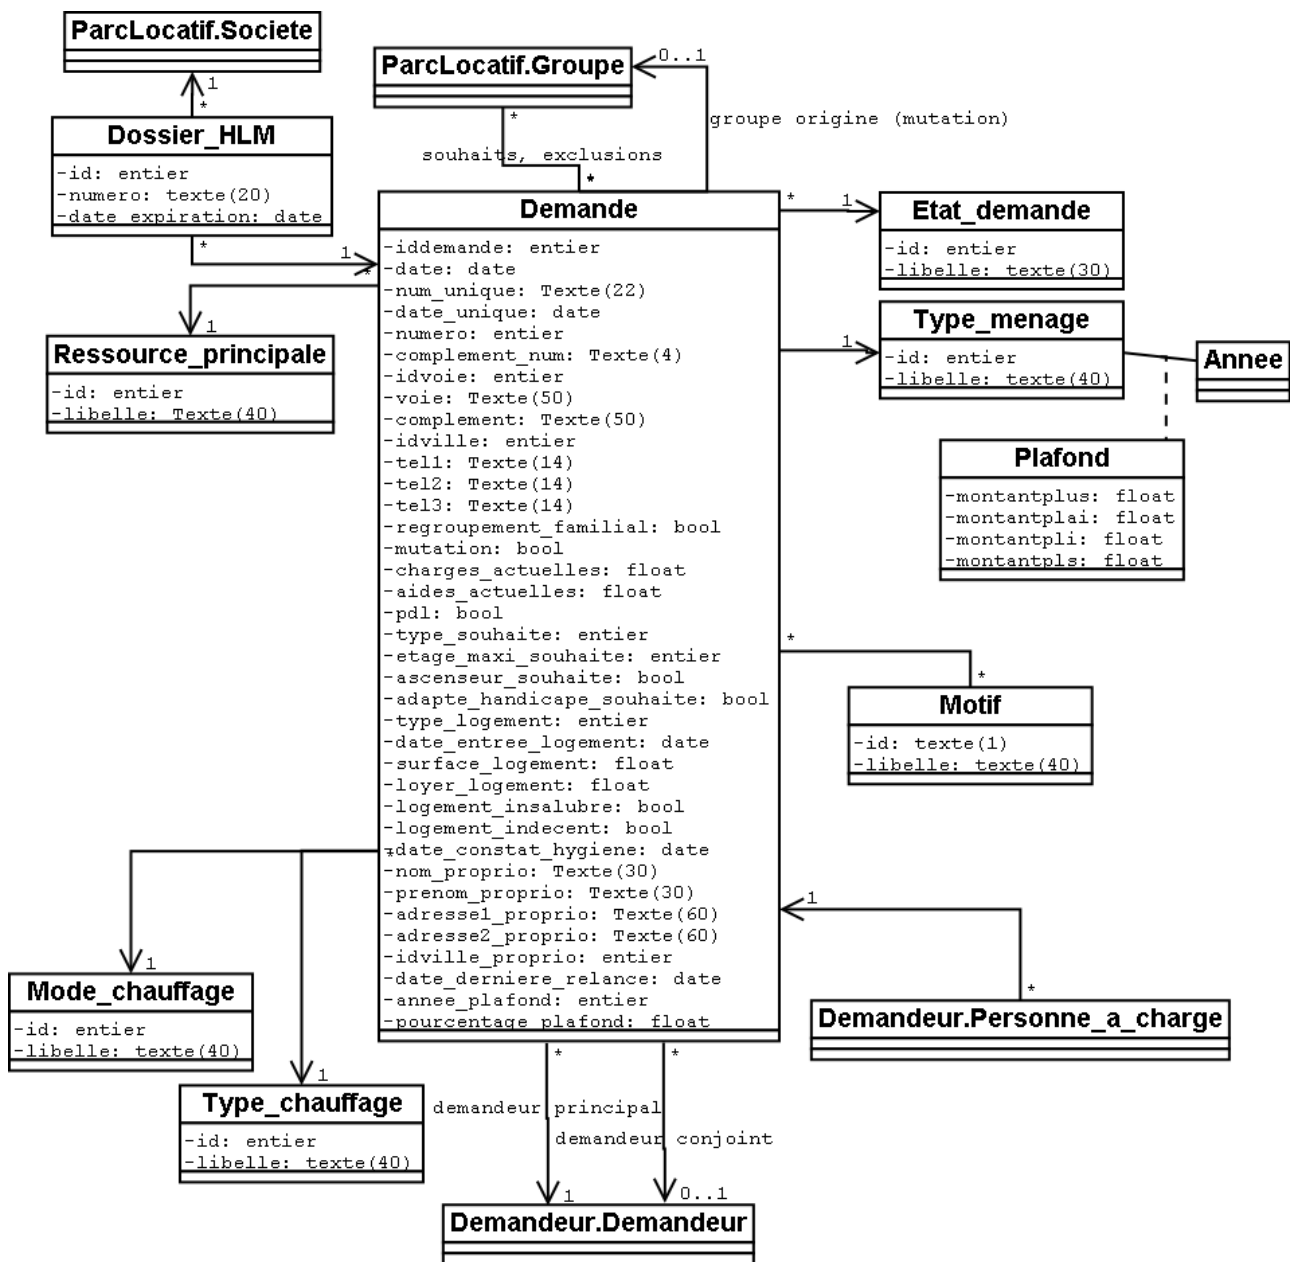 ParcLocatif.Societe
1
*
Dossier_HLM
-id: entier
-numero: texte(20)
-date_expiration: date
*
1
ParcLocatif.Groupe
0..1
*
groupe origine (mutation)
souhaits, exclusions
*
Demande
-iddemande: entier
-date: date
-num_unique: Texte(22)
-date_unique: date
-numero: entier
-complement_num: Texte(4)
-idvoie: entier
-voie: Texte(50)
-complement: Texte(50)
-idville: entier
-tel1: Texte(14)
-tel2: Texte(14)
-tel3: Texte(14)
-regroupement_familial: bool
-mutation: bool
-charges_actuelles: float
-aides_actuelles: float
-pdl: bool
-type_souhaite: entier
-etage_maxi_souhaite: entier
-ascenseur_souhaite: bool
-adapte_handicape_souhaite: bool
-type_logement: entier
-date_entree_logement: date
-surface_logement: float
-loyer_logement: float
-logement_insalubre: bool
-logement_indecent: bool
-date_constat_hygiene: date
-nom_proprio: Texte(30)
-prenom_proprio: Texte(30)
-adresse1_proprio: Texte(60)
-adresse2_proprio: Texte(60)
-idville_proprio: entier
-date_derniere_relance: date
-annee_plafond: entier
-pourcentage_plafond: float
*
1
Etat_demande
-id: entier
-libelle: texte(30)
1
Type_menage
-id: entier
-libelle: texte(40)
Annee
Plafond
-montantplus: float
-montantplai: float
-montantpli: float
-montantpls: float
*
*
Motif
-id: texte(1)
-libelle: texte(40)
1
*
Demandeur.Personne_a_charge
*
1
Ressource_principale
-id: entier
-libelle: Texte(40)
*
1
Mode_chauffage
-id: entier
-libelle: texte(40)
1
Type_chauffage
-id: entier
-libelle: texte(40)
*
*
demandeur principal
demandeur conjoint
1
0..1
Demandeur.Demandeur